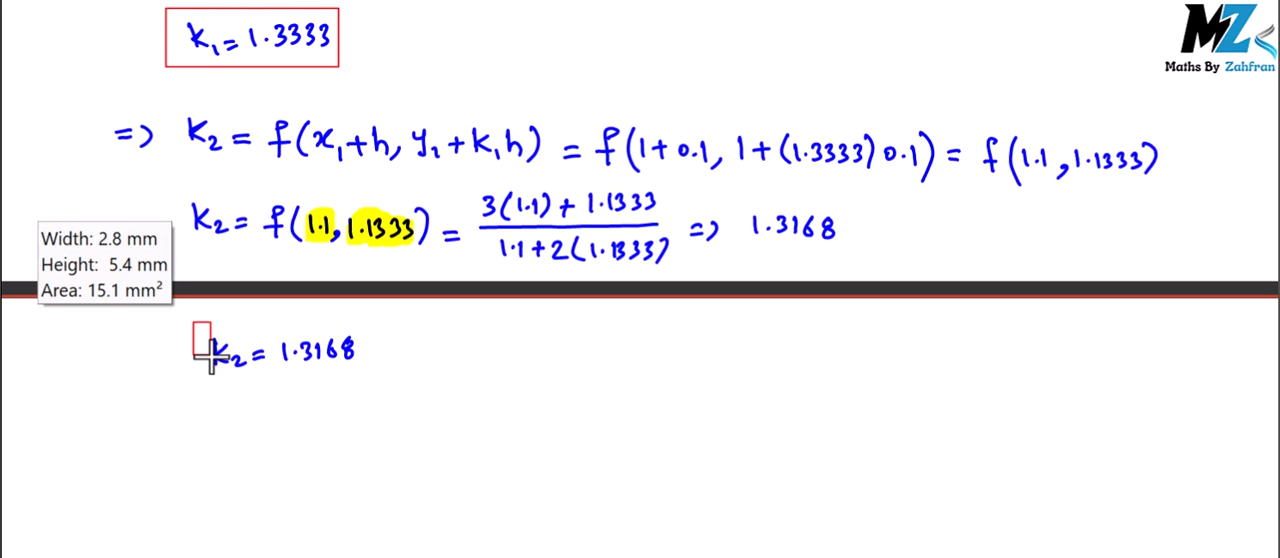 k₁ = 1.3333
MZ
Maths By Zahfran
=> k₂ = f(x₁+h, y₁+k₁h) = f(1+0.1, 1+(1.3333)0.1) = f(1.1, 1.1333)
k₂ = f(1.1, 1.1333) = 3(1.1) + 1.1333 / 1.1+2(1.1333) => 1.3168
Width: 2.8 mm
Height: 5.4 mm
Area: 15.1 mm²
k₂ = 1.3168